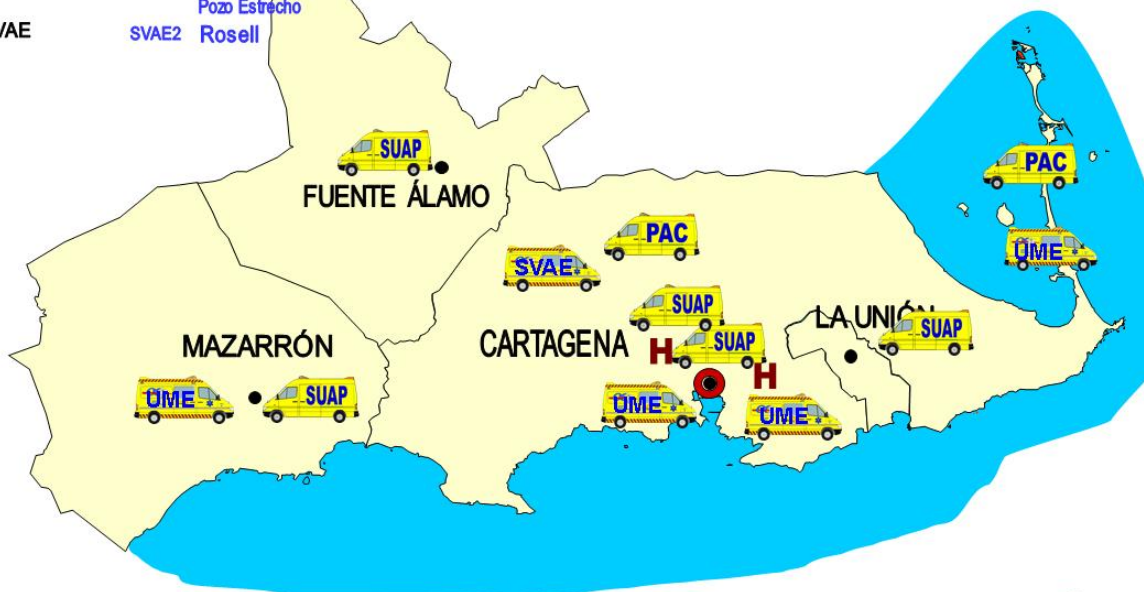 Pozo Estrecho
VAE
SVAE2 Rosell
SUAP
FUENTE ÁLAMO
PAC
PAC
SVAE
UME
SUAP
LA UNIÓN
SUAP
MAZARRÓN
CARTAGENA
H
SUAP
H
UME
SUAP
UME
UME